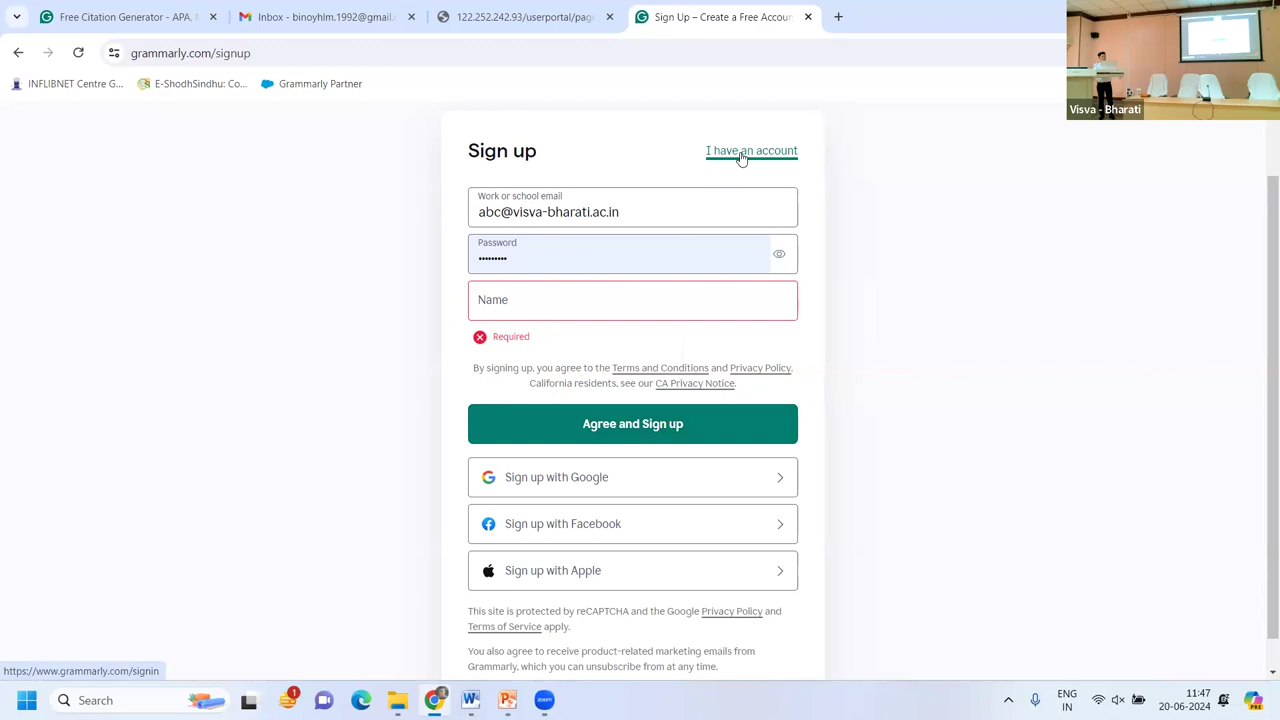 Free Citation Generator - APA,
Inbox - binoyhlm.1992@gmail.
122.252.242.93/userportal/page
Sign Up – Create a Free Accoun
grammarly.com/signup
INFLIBNET Centre G...
E-ShodhSindhu: Co...
Grammarly Partner
Visva - Bharati
Sign up
I have an account
Work or school email
abc@visva-bharati.ac.in
Password
•••••••••
Name
Required
By signing up, you agree to the Terms and Conditions and Privacy Policy.
California residents, see our CA Privacy Notice.
Agree and Sign up
Sign up with Google
Sign up with Facebook
Sign up with Apple
This site is protected by reCAPTCHA and the Google Privacy Policy and
Terms of Service apply.
You also agree to receive product-related marketing emails from
Grammarly, which you can unsubscribe from at any time.
https://www.grammarly.com/signin
Search
1
zoom
ENG
IN
11:47
20-06-2024
PRE